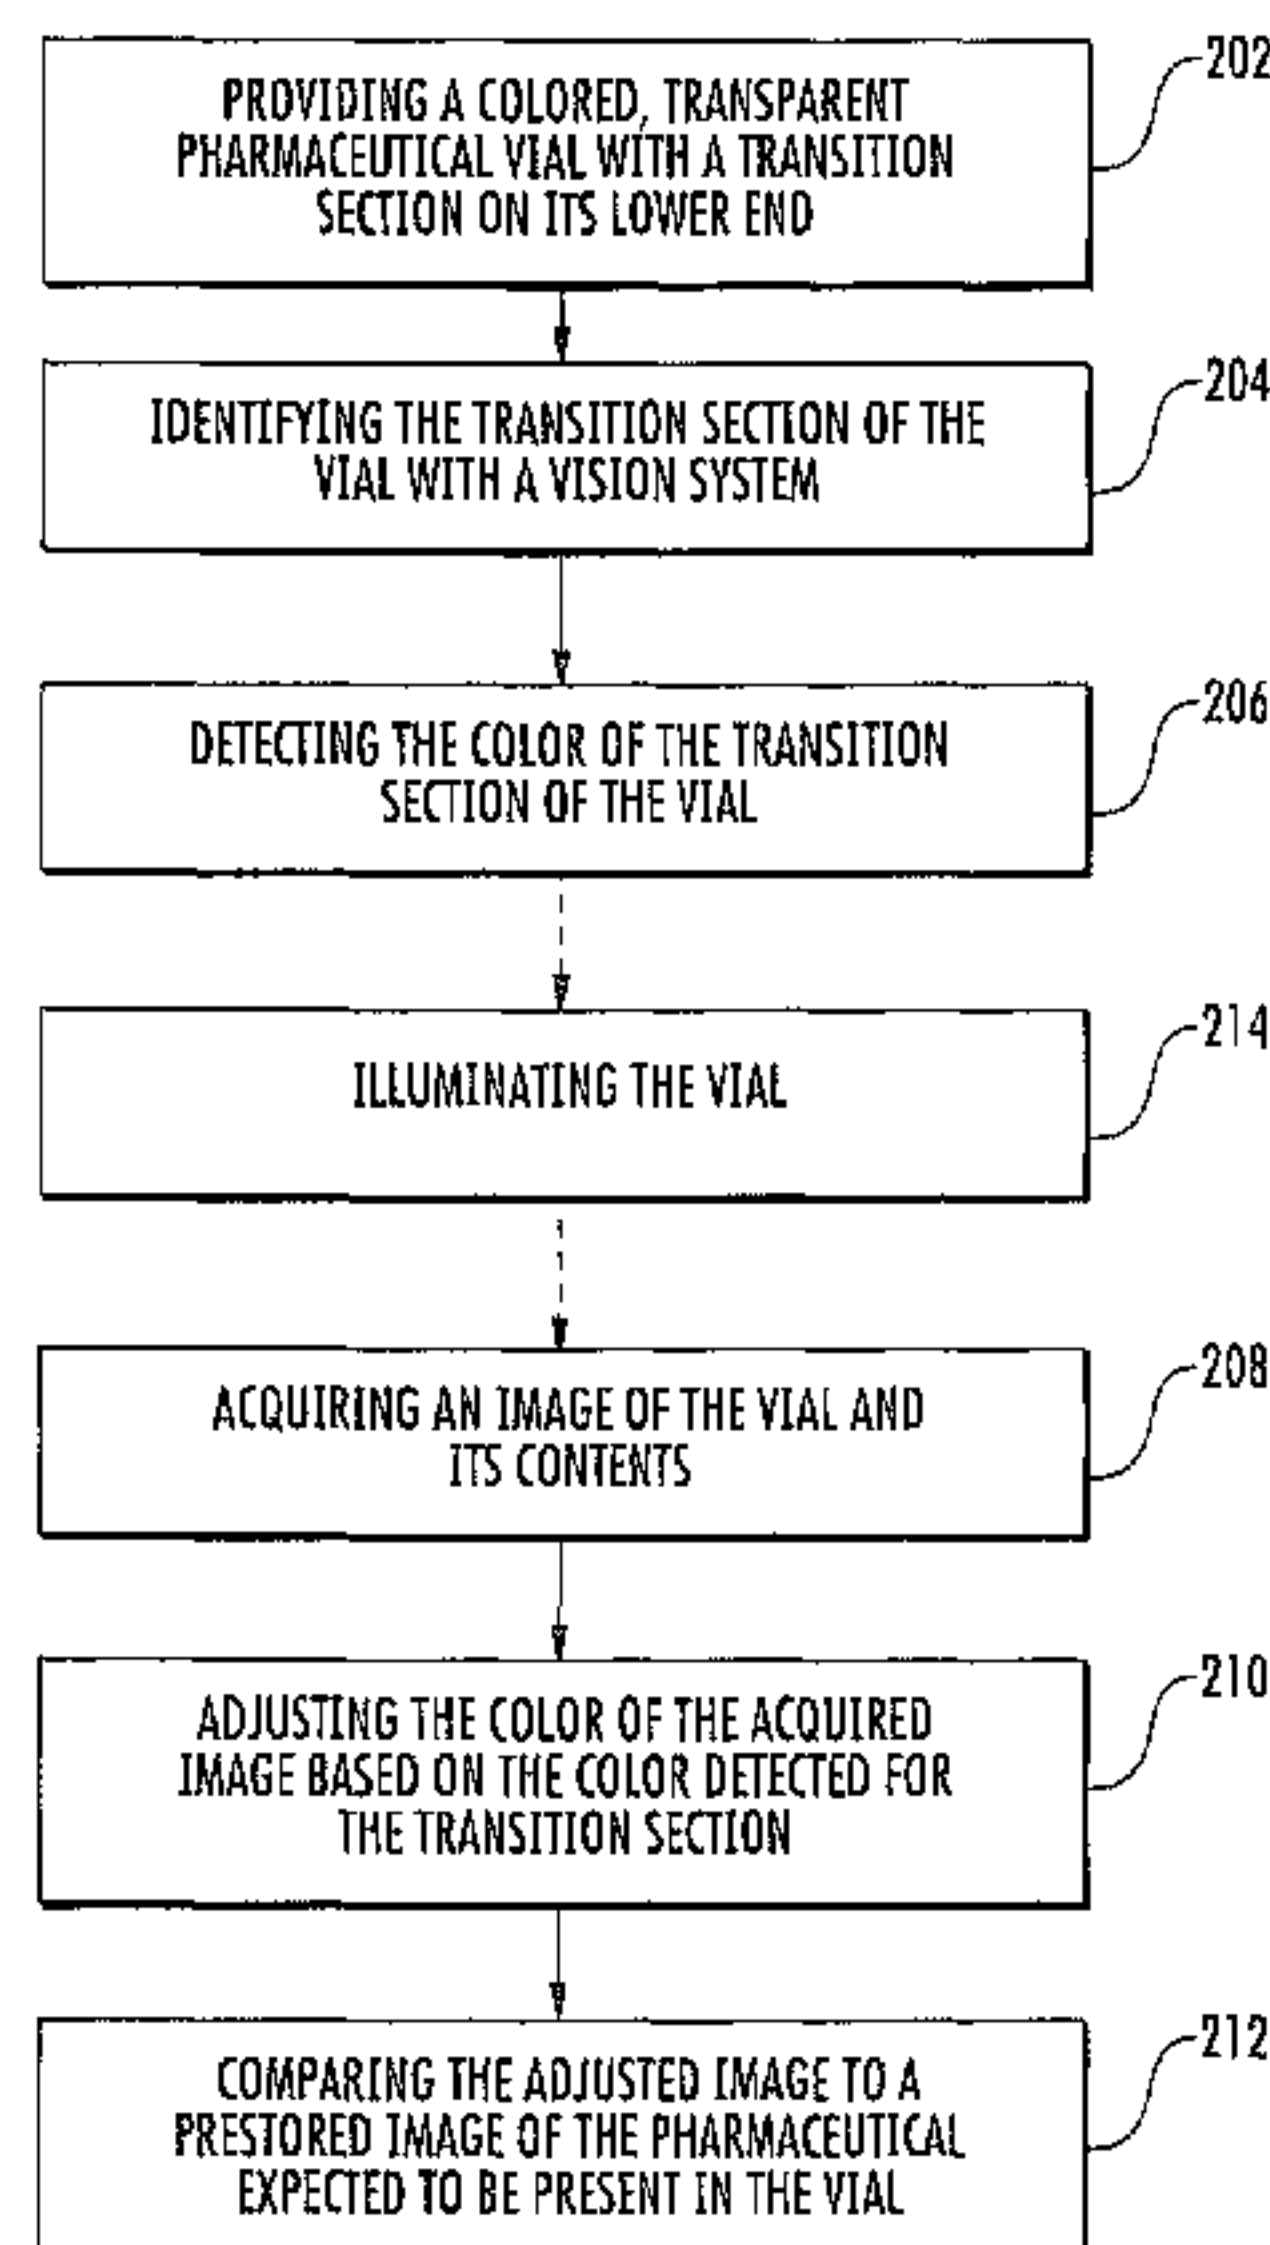 PROVIDING A COLORED, TRANSPARENT
PHARMACEUTICAL VIAL WITH A TRANSITION
SECTION ON ITS LOWER END
202
IDENTIFYING THE TRANSITION SECTION OF THE
VIAL WITH A VISION SYSTEM
204
DETECTING THE COLOR OF THE TRANSITION
SECTION OF THE VIAL
206
ILLUMINATING THE VIAL
214
ACQUIRING AN IMAGE OF THE VIAL AND
ITS CONTENTS
208
ADJUSTING THE COLOR OF THE ACQUIRED
IMAGE BASED ON THE COLOR DETECTED FOR
THE TRANSITION SECTION
210
COMPARING THE ADJUSTED IMAGE TO A
PRESTORED IMAGE OF THE PHARMACEUTICAL
EXPECTED TO BE PRESENT IN THE VIAL
212